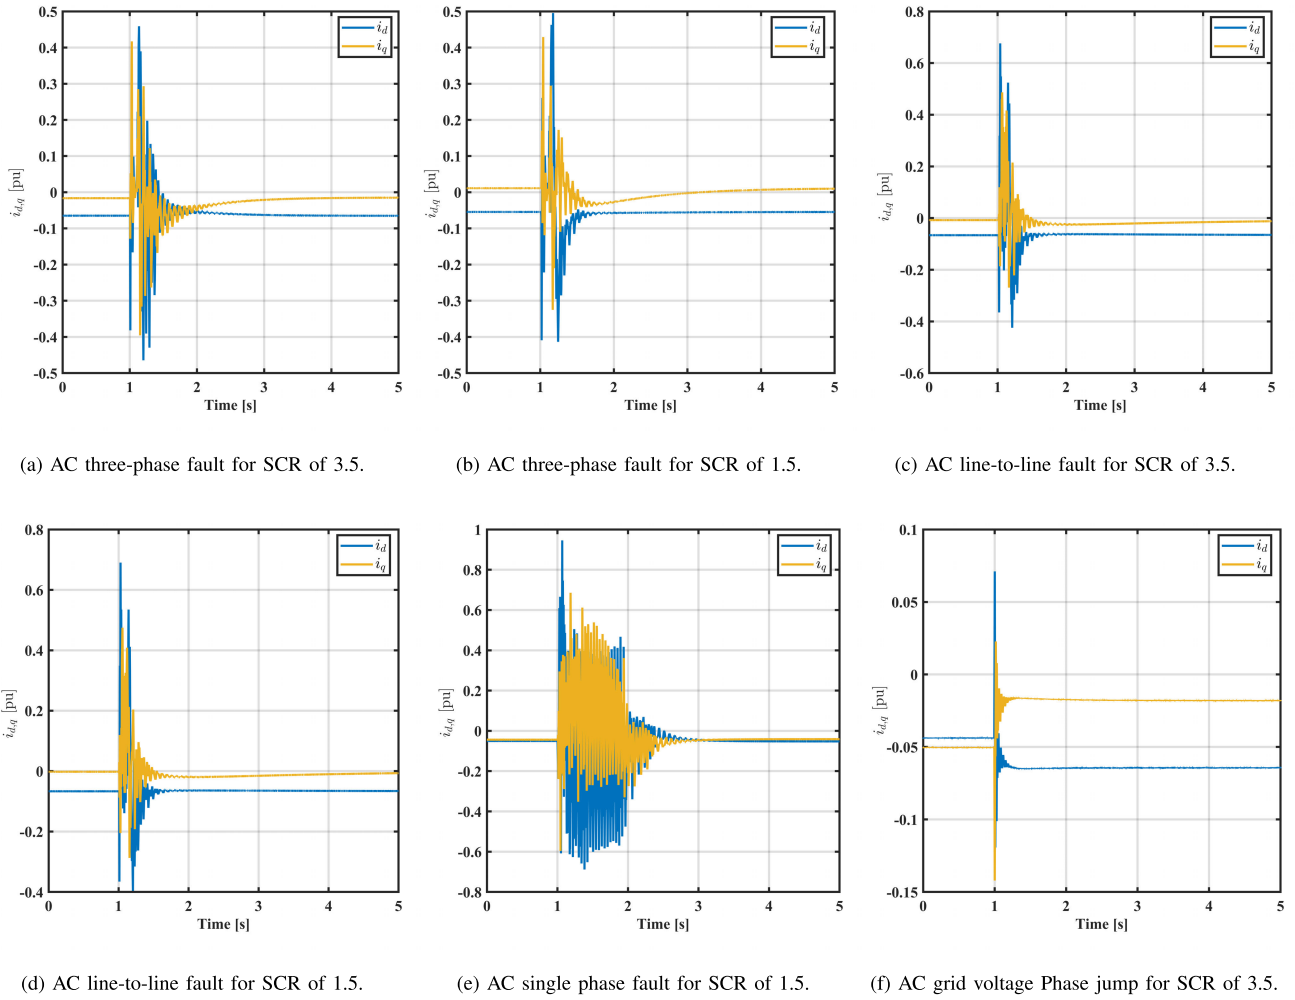 0.5
0.4
0.3
0.2
0.1
0
-0.1
-0.2
-0.3
-0.4
-0.5
i_{d,q} [pu]
0 1 2 3 4 5
Time [s]
i_d
i_q
(a) AC three-phase fault for SCR of 3.5.
0.5
0.4
0.3
0.2
0.1
0
-0.1
-0.2
-0.3
-0.4
-0.5
i_{d,q} [pu]
0 1 2 3 4 5
Time [s]
i_d
i_q
(b) AC three-phase fault for SCR of 1.5.
0.8
0.6
0.4
0.2
0
-0.2
-0.4
-0.6
i_{d,q} [pu]
0 1 2 3 4 5
Time [s]
i_d
i_q
(c) AC line-to-line fault for SCR of 3.5.
0.8
0.6
0.4
0.2
0
-0.2
-0.4
i_{d,q} [pu]
0 1 2 3 4 5
Time [s]
i_d
i_q
(d) AC line-to-line fault for SCR of 1.5.
1
0.8
0.6
0.4
0.2
0
-0.2
-0.4
-0.6
-0.8
i_{d,q} [pu]
0 1 2 3 4 5
Time [s]
i_d
i_q
(e) AC single phase fault for SCR of 1.5.
0.1
0.05
0
-0.05
-0.1
-0.15
i_{d,q} [pu]
0 1 2 3 4 5
Time [s]
i_d
i_q
(f) AC grid voltage Phase jump for SCR of 3.5.